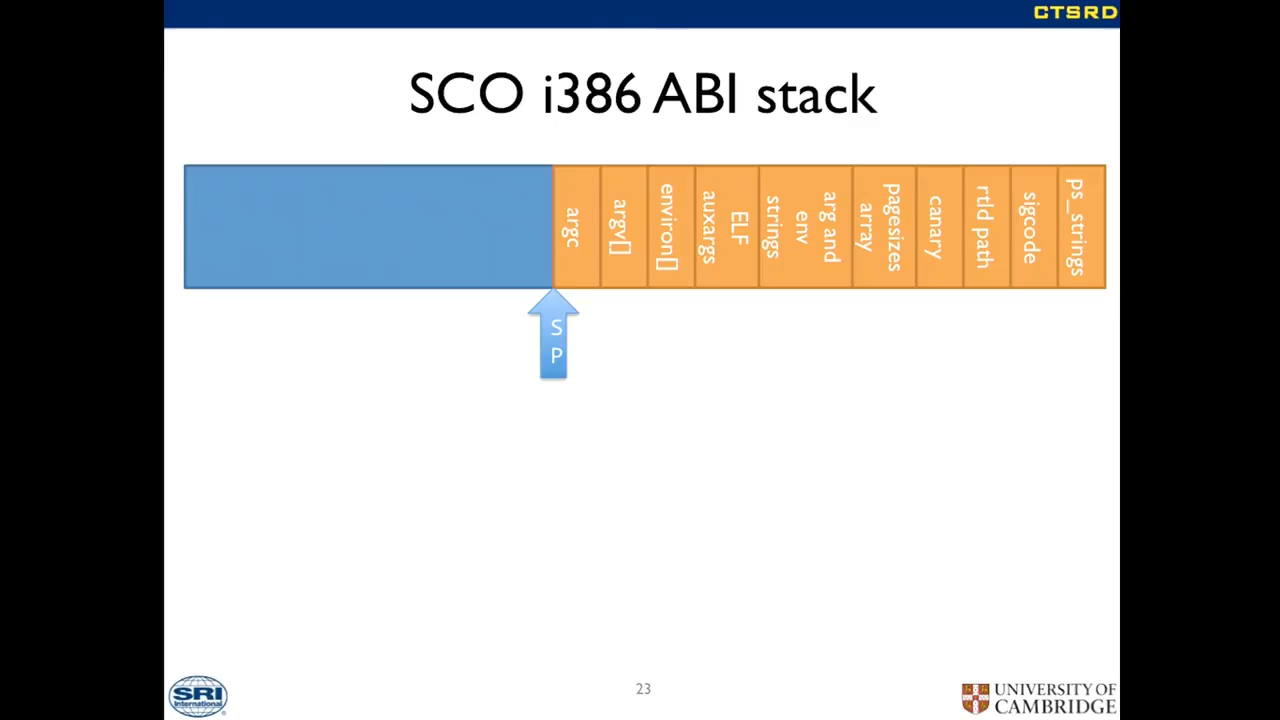 CTSRD
SCO i386 ABI stack
argc
argv[]
environ[]
ELF
auxargs
arg and
env
strings
pagesizes
array
canary
rtld path
sigcode
ps_strings
S
P
23
SRI
International
UNIVERSITY OF
CAMBRIDGE